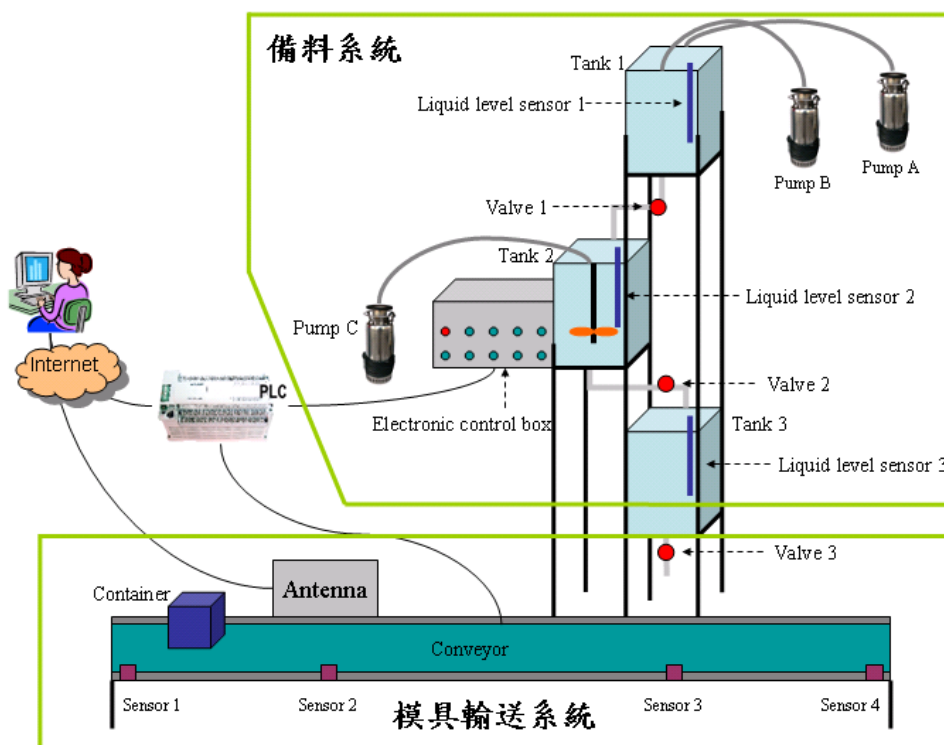 備料系統
Tank 1
Liquid level sensor 1
Pump B
Pump A
Valve 1
Tank 2
Liquid level sensor 2
Pump C
Internet
PLC
Valve 2
Electronic control box
Tank 3
Liquid level sensor 3
Valve 3
Container
Antenna
Conveyor
Sensor 1
Sensor 2
模具輸送系統
Sensor 3
Sensor 4